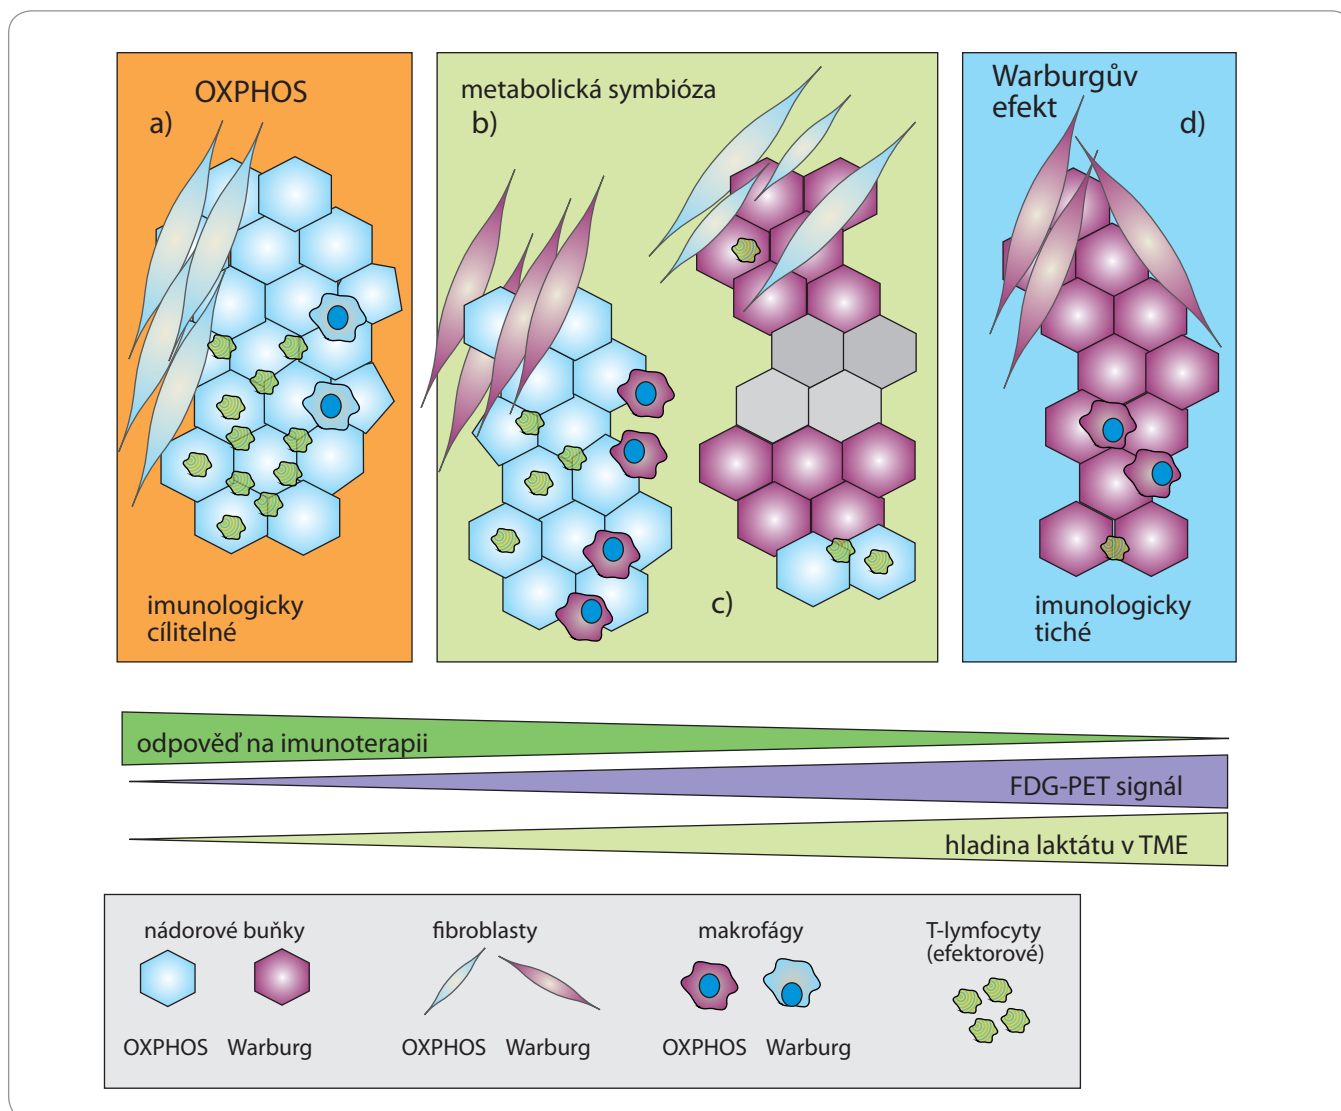 OXPHOS
a)
imunologicky
cílitelné
metabolická symbióza
b)
c)
Warburgův
efekt
d)
imunologicky
tiché
odpověď na imunoterapii
FDG-PET signál
hladina laktátu v TME
nádorové buňky
OXPHOS Warburg
fibroblasty
OXPHOS Warburg
makrofágy
OXPHOS Warburg
T-lymfocyty
(efektorové)